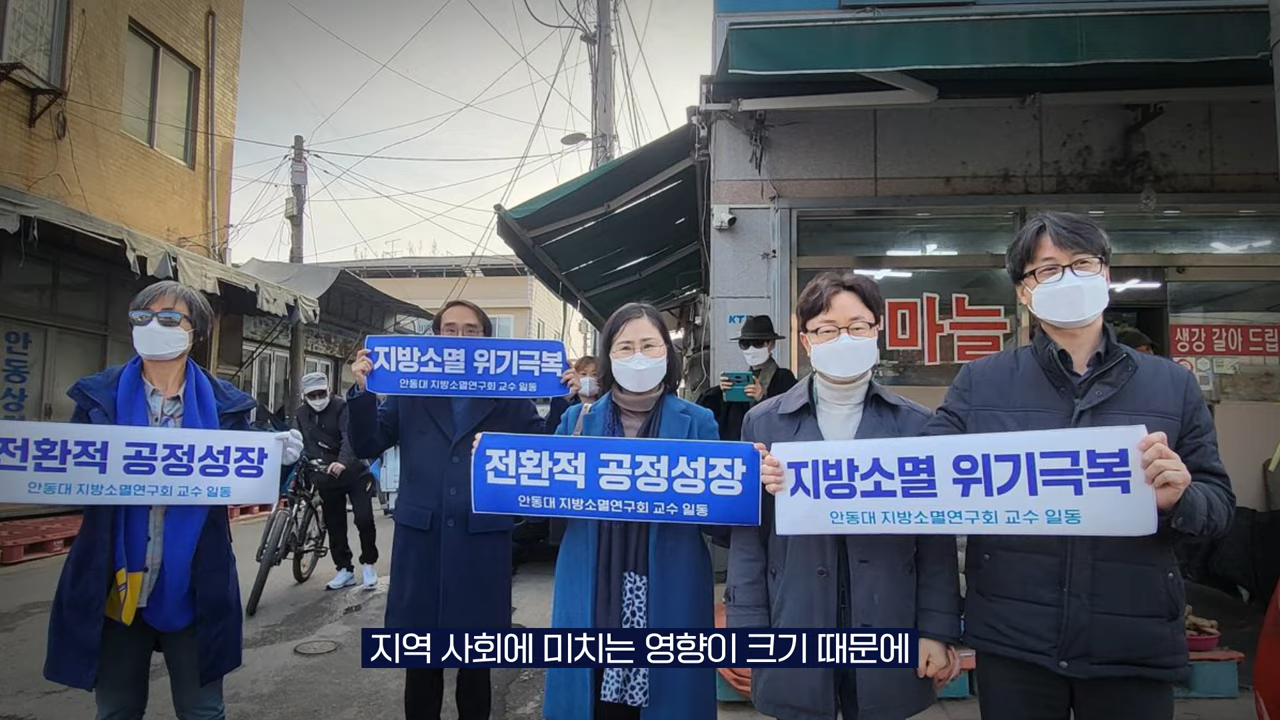 안동상
지방소멸 위기극복
안동대 지방소멸연구회 교수 일동
전환적 공정성장
안동대 지방소멸연구회 교수 일동
전환적 공정성장
안동대 지방소멸연구회 교수 일동
지방소멸 위기극복
안동대 지방소멸연구회 교수 일동
KT
마늘
생강 갈아 드립
지역 사회에 미치는 영향이 크기 때문에